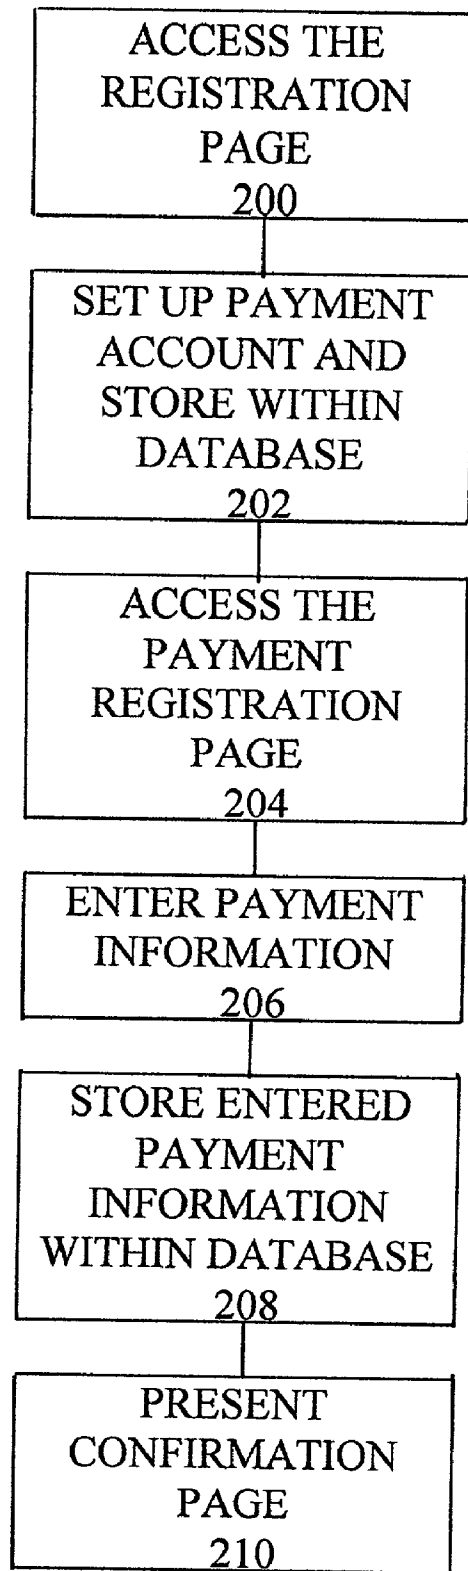 ACCESS THE
REGISTRATION
PAGE
200
SET UP PAYMENT
ACCOUNT AND
STORE WITHIN
DATABASE
202
ACCESS THE
PAYMENT
REGISTRATION
PAGE
204
ENTER PAYMENT
INFORMATION
206
STORE ENTERED
PAYMENT
INFORMATION
WITHIN DATABASE
208
PRESENT
CONFIRMATION
PAGE
210